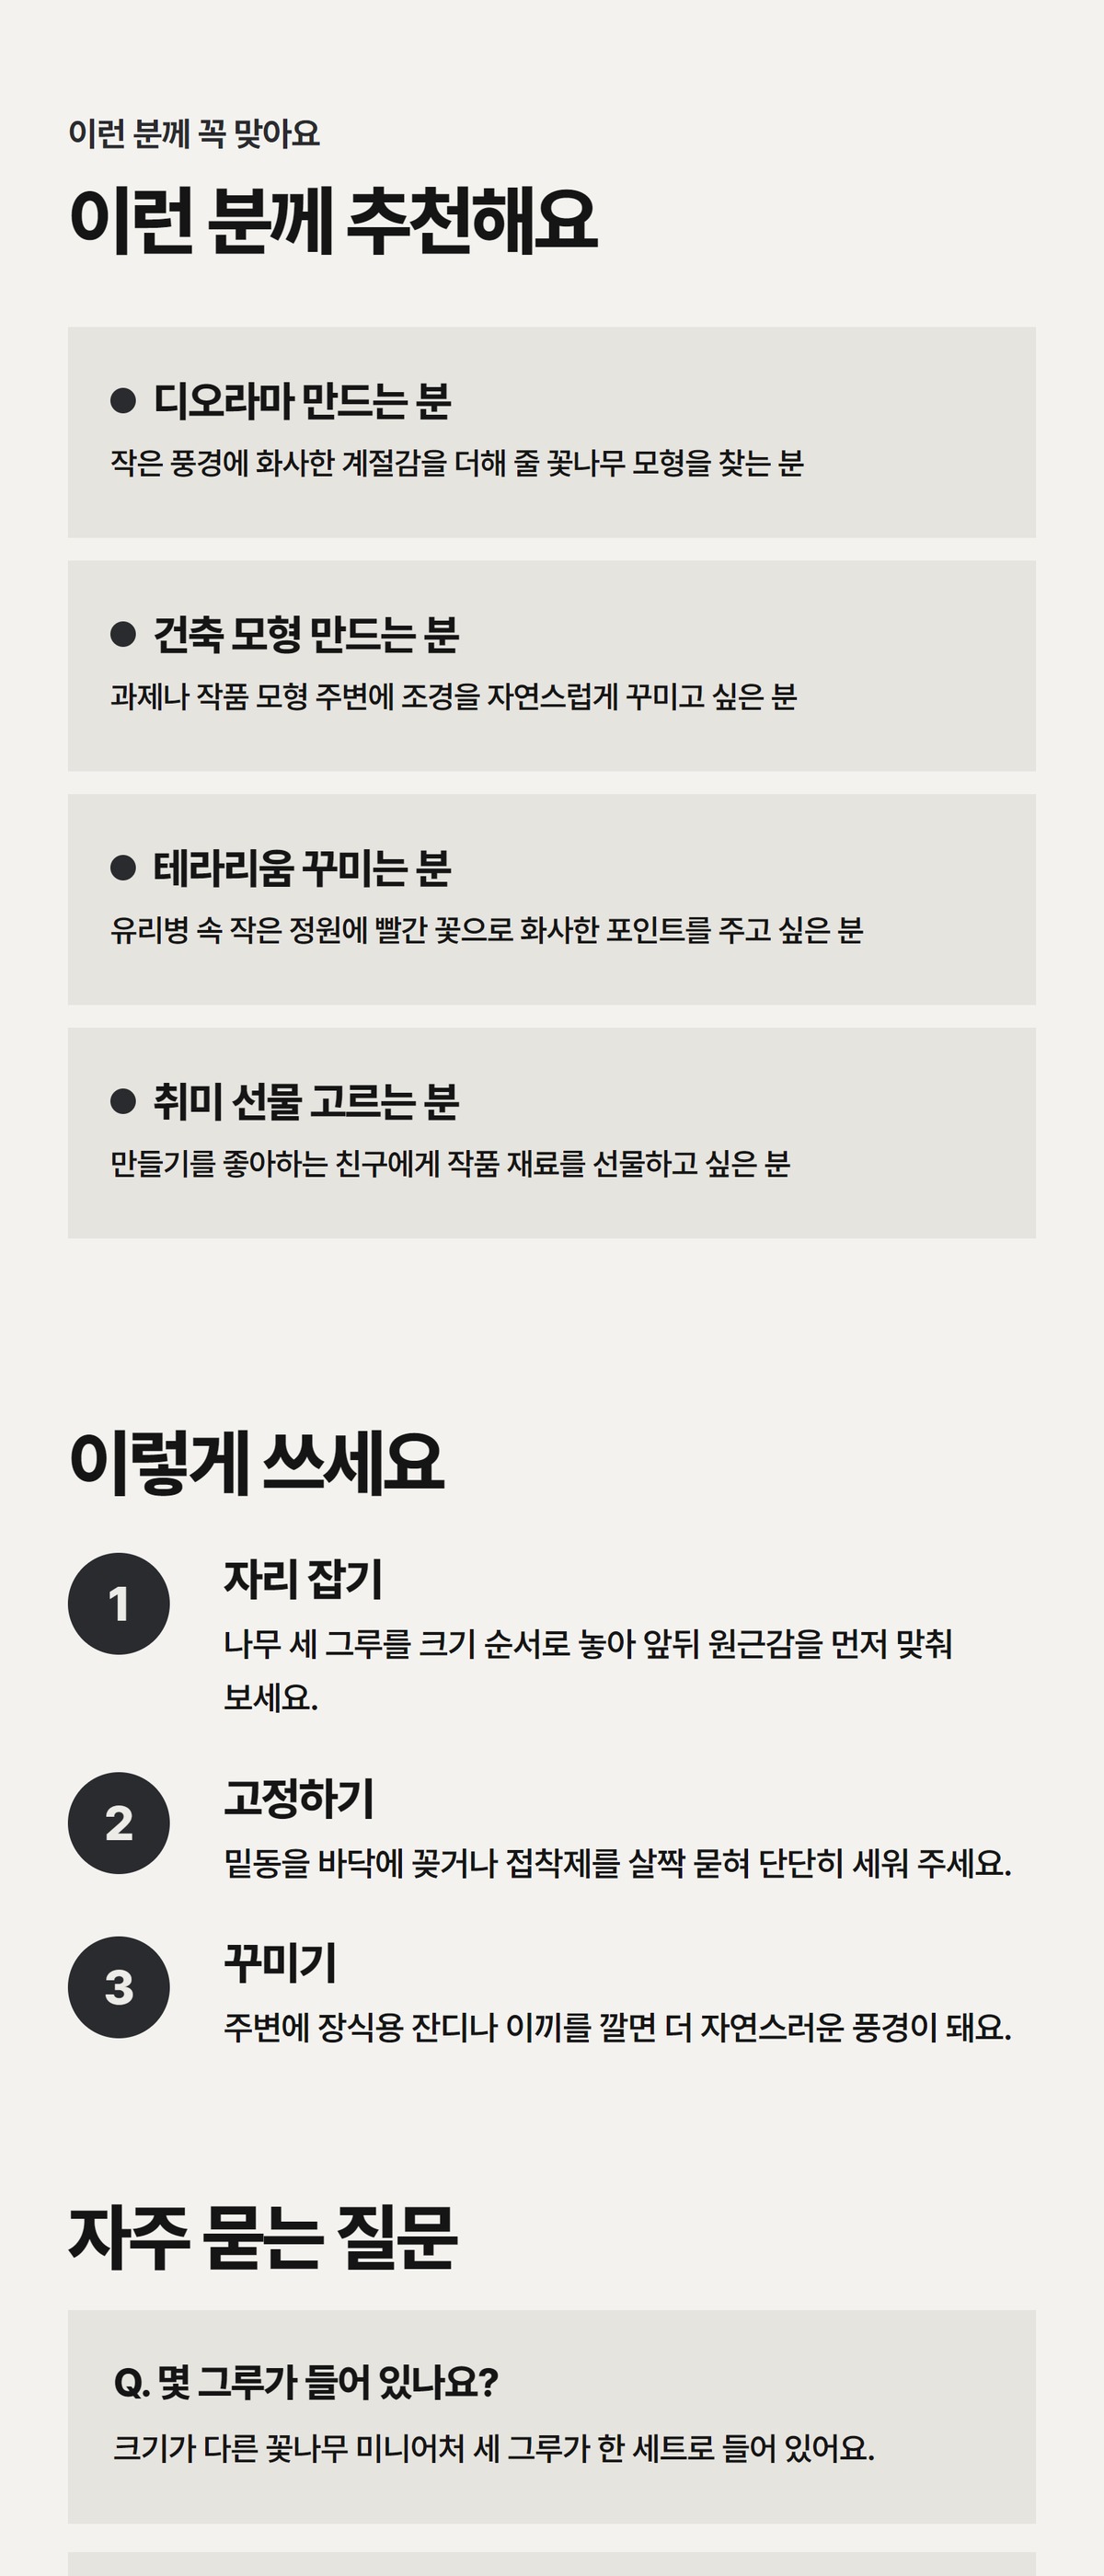 이런 분께 꼭 맞아요
이런 분께 추천해요
디오라마 만드는 분
작은 풍경에 화사한 계절감을 더해 줄 꽃나무 모형을 찾는 분
건축 모형 만드는 분
과제나 작품 모형 주변에 조경을 자연스럽게 꾸미고 싶은 분
테라리움 꾸미는 분
유리병 속 작은 정원에 빨간 꽃으로 화사한 포인트를 주고 싶은 분
취미 선물 고르는 분
만들기를 좋아하는 친구에게 작품 재료를 선물하고 싶은 분
이렇게 쓰세요
1
자리 잡기
나무 세 그루를 크기 순서로 놓아 앞뒤 원근감을 먼저 맞춰
보세요.
2
고정하기
밑동을 바닥에 꽂거나 접착제를 살짝 묻혀 단단히 세워 주세요.
3
꾸미기
주변에 장식용 잔디나 이끼를 깔면 더 자연스러운 풍경이 돼요.
자주 묻는 질문
Q. 몇 그루가 들어 있나요?
크기가 다른 꽃나무 미니어처 세 그루가 한 세트로 들어 있어요.